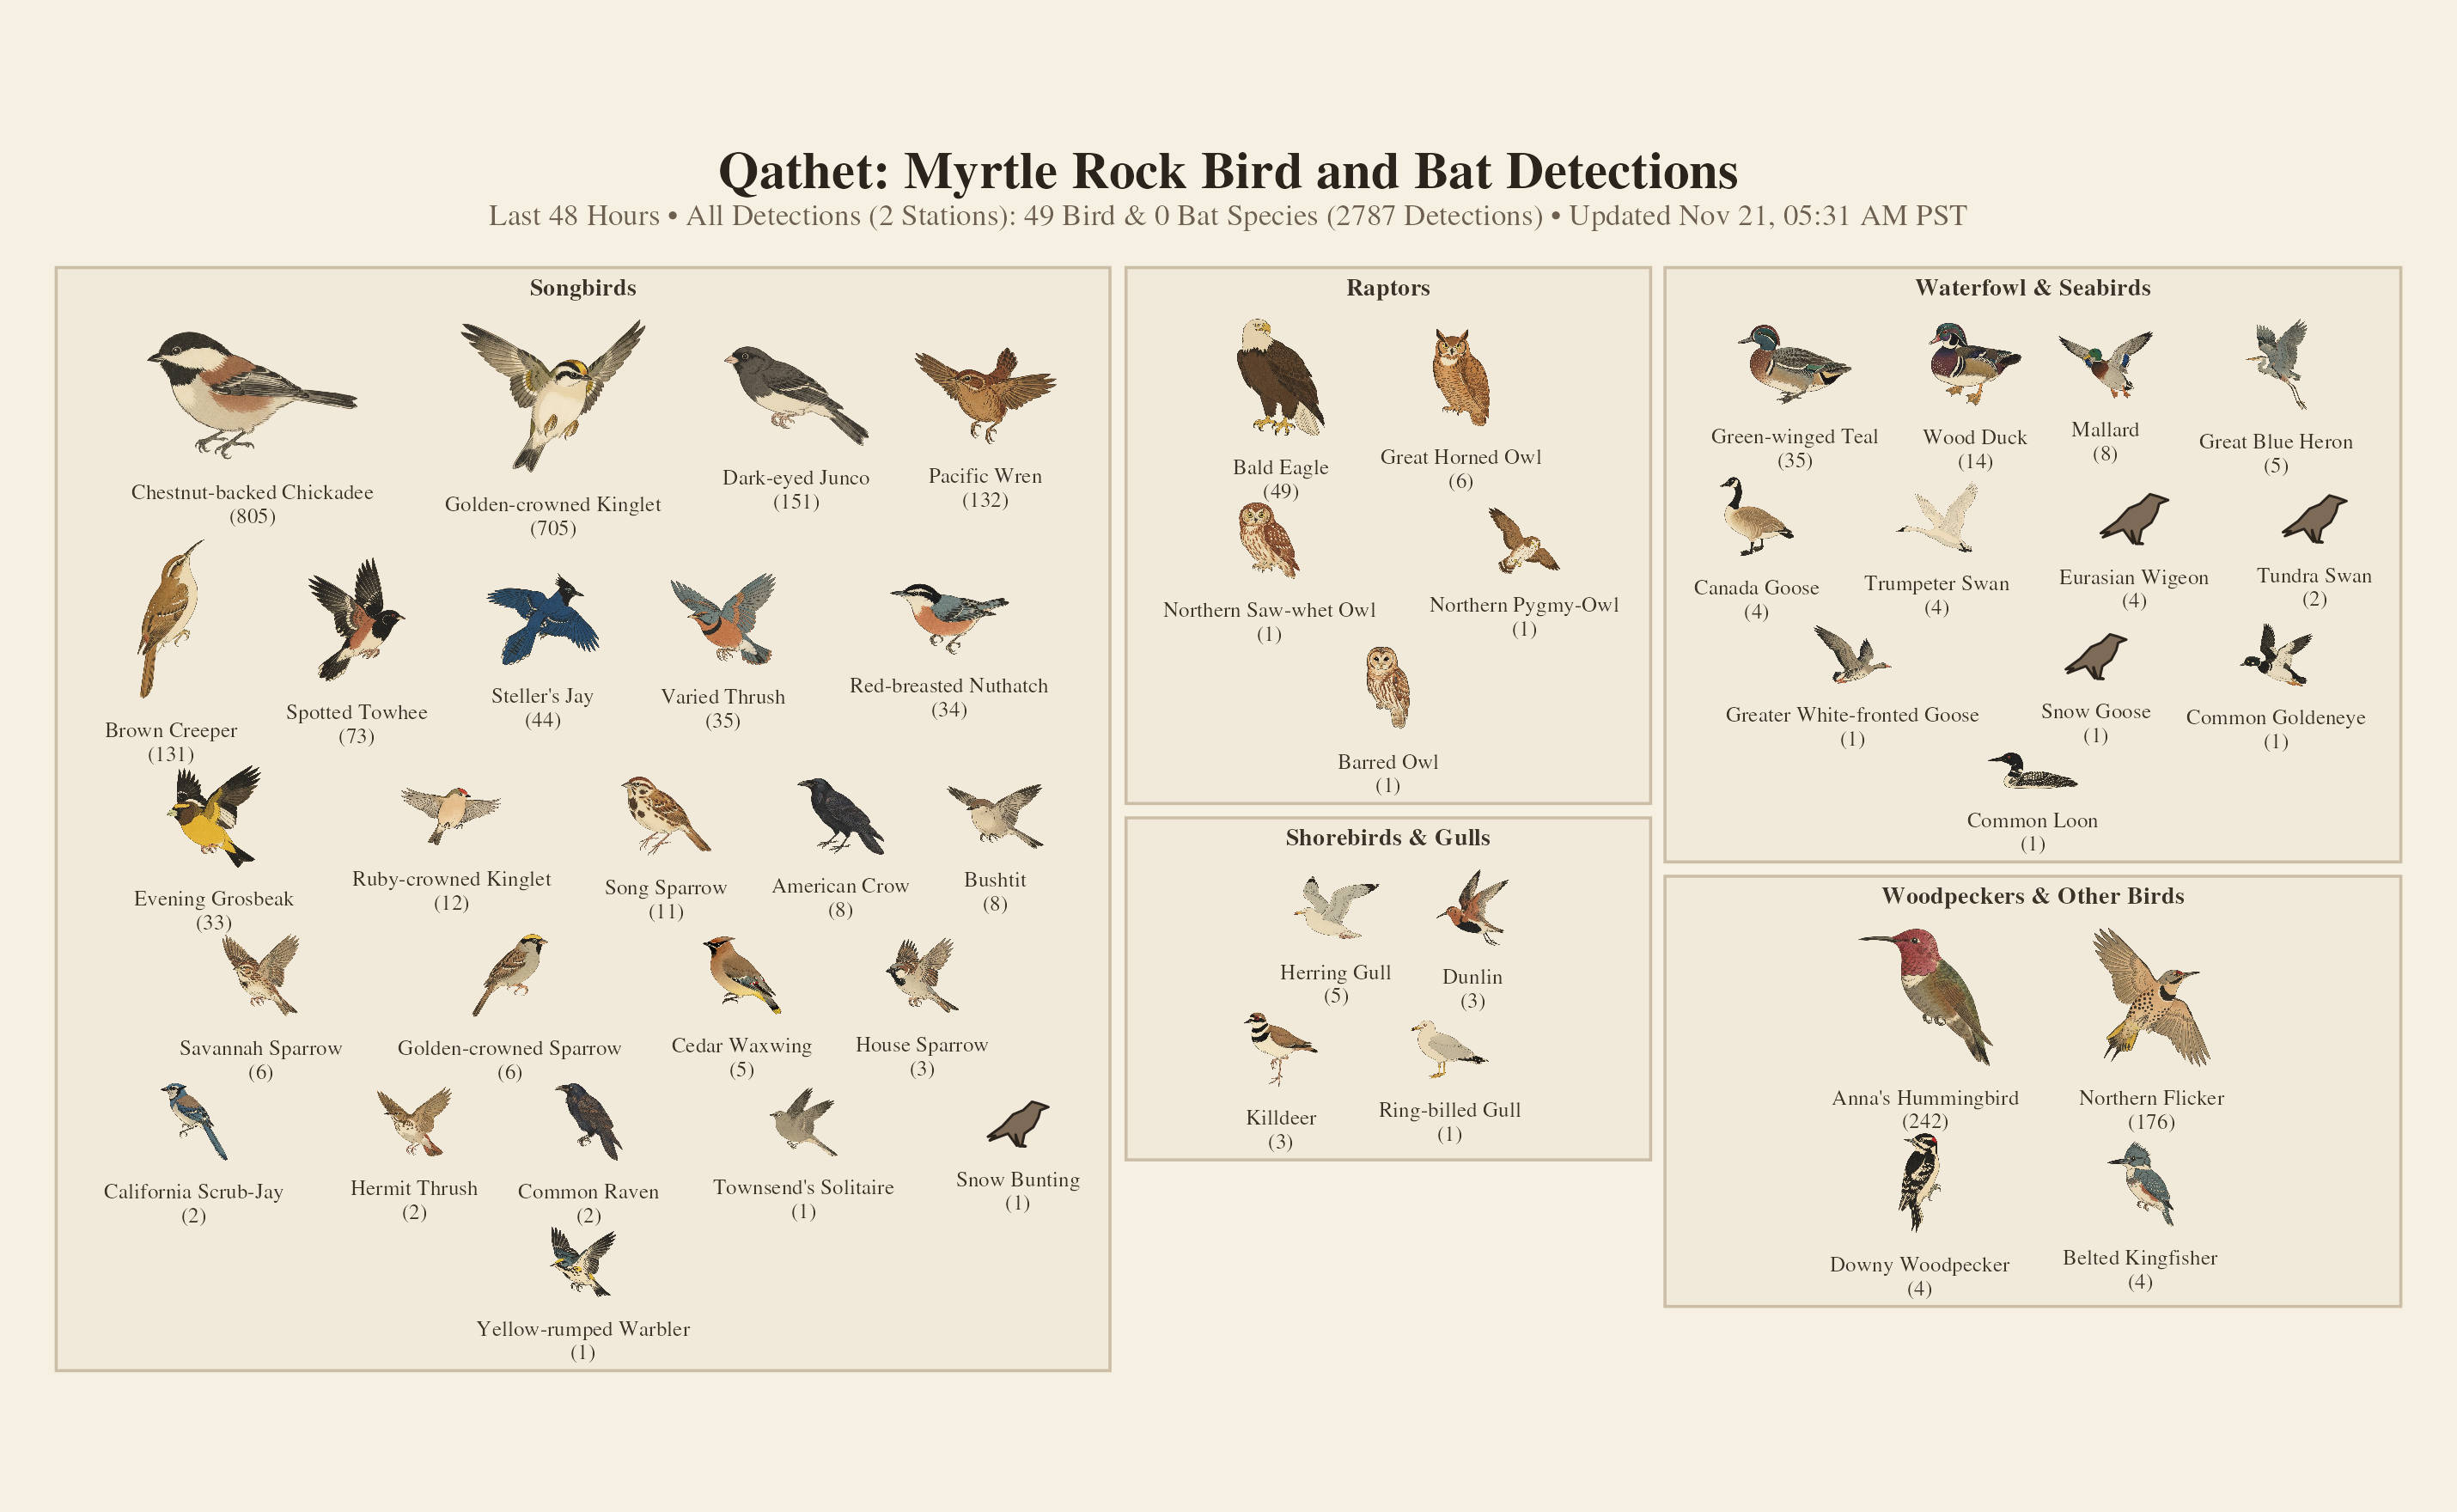 Qathet: Myrtle Rock Bird and Bat Detections
Last 48 Hours • All Detections (2 Stations): 49 Bird & 0 Bat Species (2787 Detections) • Updated Nov 21, 05:31 AM PST
Songbirds
Chestnut-backed Chickadee
(805)
Golden-crowned Kinglet
(705)
Dark-eyed Junco
(151)
Pacific Wren
(132)
Brown Creeper
(131)
Spotted Towhee
(73)
Steller's Jay
(44)
Varied Thrush
(35)
Red-breasted Nuthatch
(34)
Evening Grosbeak
(33)
Ruby-crowned Kinglet
(12)
Song Sparrow
(11)
American Crow
(8)
Bushtit
(8)
Savannah Sparrow
(6)
Golden-crowned Sparrow
(6)
Cedar Waxwing
(5)
House Sparrow
(3)
California Scrub-Jay
(2)
Hermit Thrush
(2)
Common Raven
(2)
Townsend's Solitaire
(1)
Snow Bunting
(1)
Yellow-rumped Warbler
(1)
Raptors
Bald Eagle
(49)
Great Horned Owl
(6)
Northern Saw-whet Owl
(1)
Northern Pygmy-Owl
(1)
Barred Owl
(1)
Shorebirds & Gulls
Herring Gull
(5)
Dunlin
(3)
Killdeer
(3)
Ring-billed Gull
(1)
Waterfowl & Seabirds
Green-winged Teal
(35)
Wood Duck
(14)
Mallard
(8)
Great Blue Heron
(5)
Canada Goose
(4)
Trumpeter Swan
(4)
Eurasian Wigeon
(4)
Tundra Swan
(2)
Greater White-fronted Goose
(1)
Snow Goose
(1)
Common Goldeneye
(1)
Common Loon
(1)
Woodpeckers & Other Birds
Anna's Hummingbird
(242)
Northern Flicker
(176)
Downy Woodpecker
(4)
Belted Kingfisher
(4)